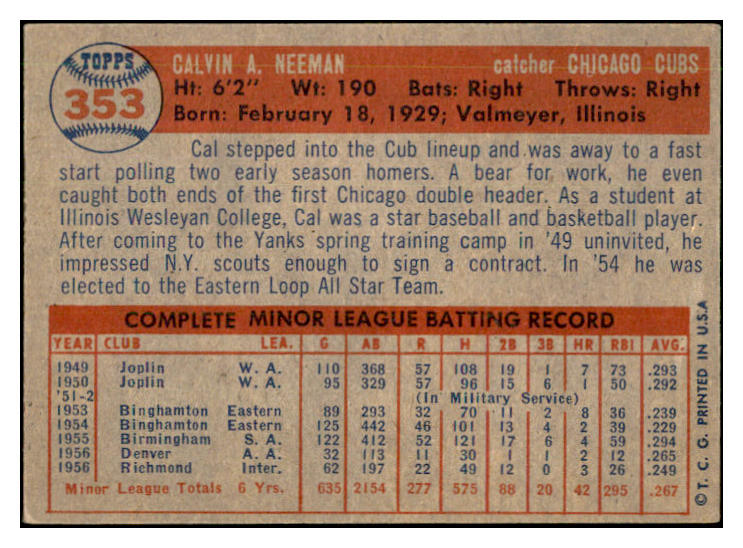 TOPPS
353
CALVIN A. NEEMAN catcher CHICAGO CUBS
Ht: 6'2" Wt: 190 Bats: Right Throws: Right
Born: February 18, 1929; Valmeyer, Illinois
Cal stepped into the Cub lineup and was away to a fast
start polling two early season homers. A bear for work, he even
caught both ends of the first Chicago double header. As a student at
Illinois Wesleyan College, Cal was a star baseball and basketball player.
After coming to the Yanks spring training camp in '49 uninvited, he
impressed N.Y. scouts enough to sign a contract. In '54 he was
elected to the Eastern Loop All Star Team.
COMPLETE MINOR LEAGUE BATTING RECORD
YEAR CLUB LEA. G AB R H 2B 3B HR RBI AVG.
1949 Joplin W. A. 110 368 57 108 19 1 7 73 .293
1950 Joplin W. A. 95 329 57 96 15 6 1 50 .292
'51-2 (In Military Service)
1953 Binghamton Eastern 89 293 32 70 11 2 8 36 .239
1954 Binghamton Eastern 125 442 46 101 13 4 2 39 .229
1955 Birmingham S. A. 122 412 52 121 17 6 4 59 .294
1956 Denver A. A. 32 113 11 30 1 1 2 12 .265
1956 Richmond Inter. 62 197 22 49 12 0 3 26 .249
Minor League Totals 6 Yrs. 635 2154 277 575 88 20 42 295 .267
©T. C. G. PRINTED IN U.S.A